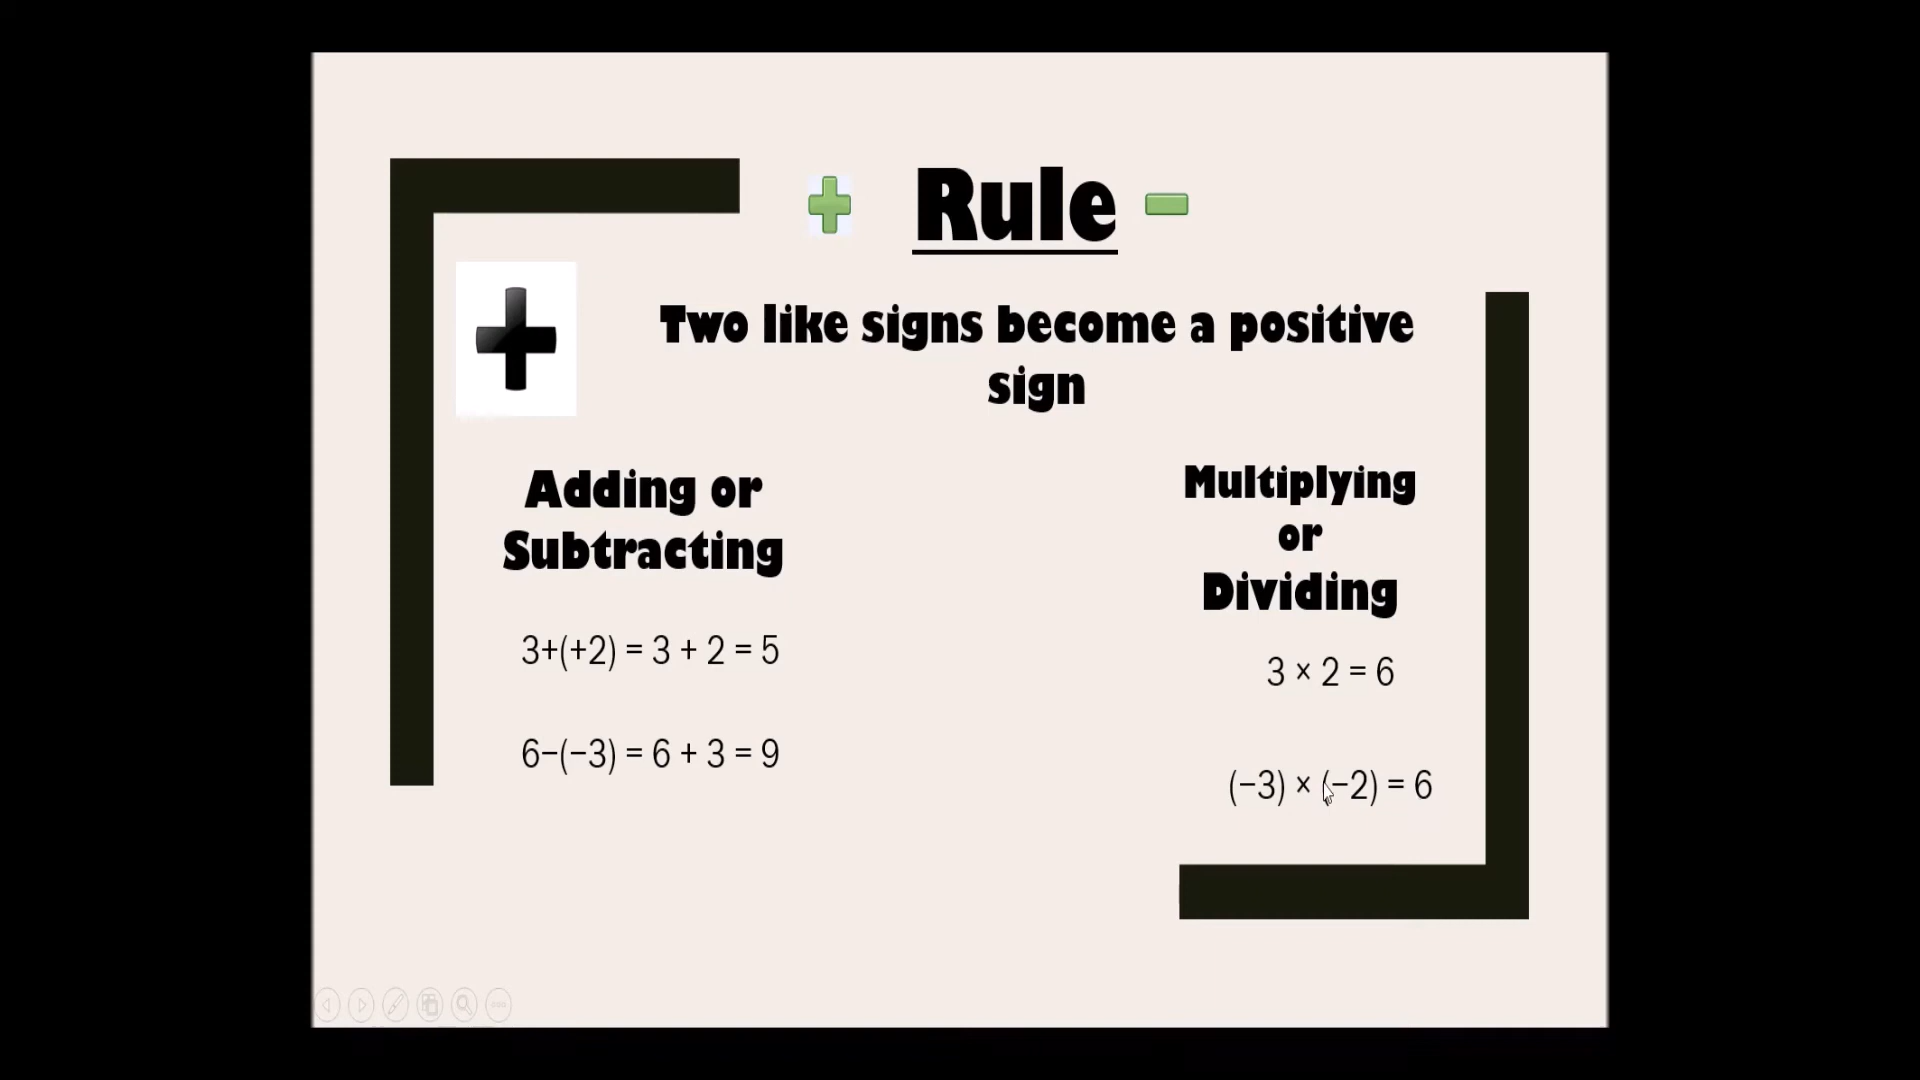 Rule
Two like signs become a positive
sign
Adding or
Subtracting
3+(+2) = 3 + 2 = 5
6−(−3) = 6 + 3 = 9
Multiplying
or
Dividing
3 × 2 = 6
(−3) × (−2) = 6